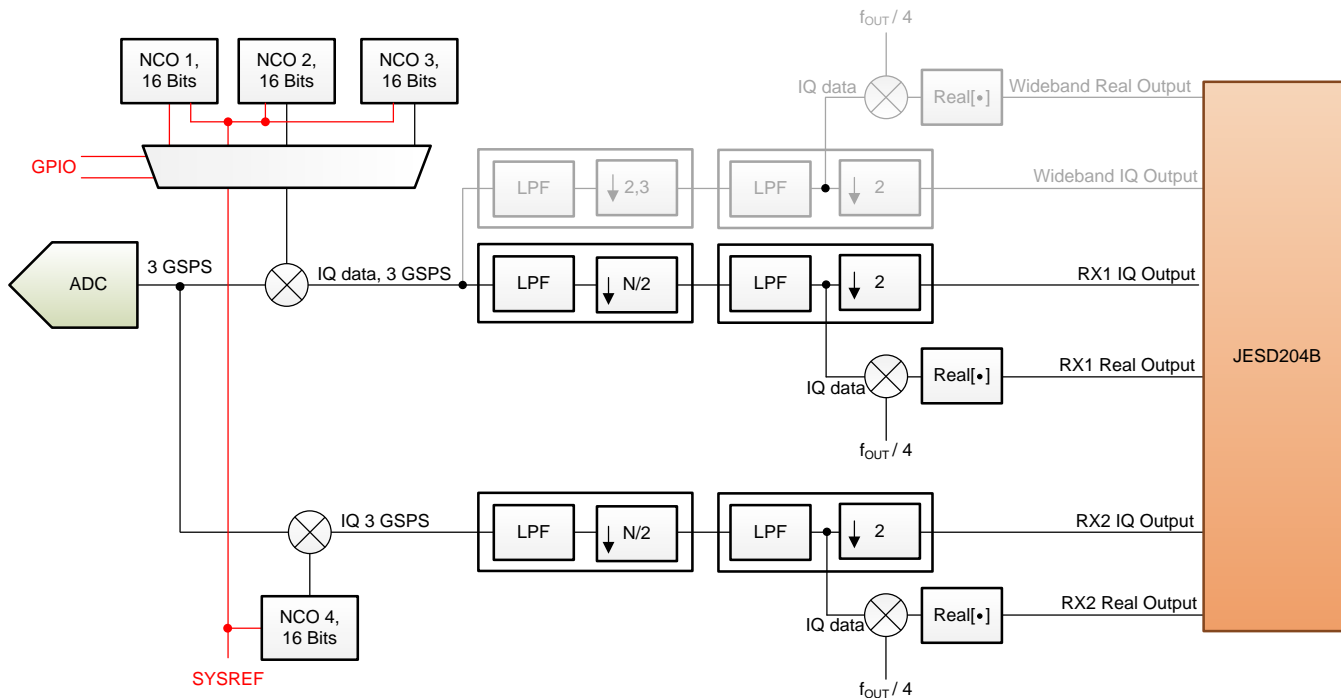 f_OUT / 4
NCO 1,
16 Bits
NCO 2,
16 Bits
NCO 3,
16 Bits
IQ data
Real[•]
Wideband Real Output
GPIO
LPF
2,3
LPF
2
Wideband IQ Output
ADC
3 GSPS
IQ data, 3 GSPS
LPF
N/2
LPF
2
RX1 IQ Output
JESD204B
IQ data
Real[•]
RX1 Real Output
f_OUT / 4
IQ 3 GSPS
LPF
N/2
LPF
2
RX2 IQ Output
NCO 4,
16 Bits
IQ data
Real[•]
RX2 Real Output
SYSREF
f_OUT / 4